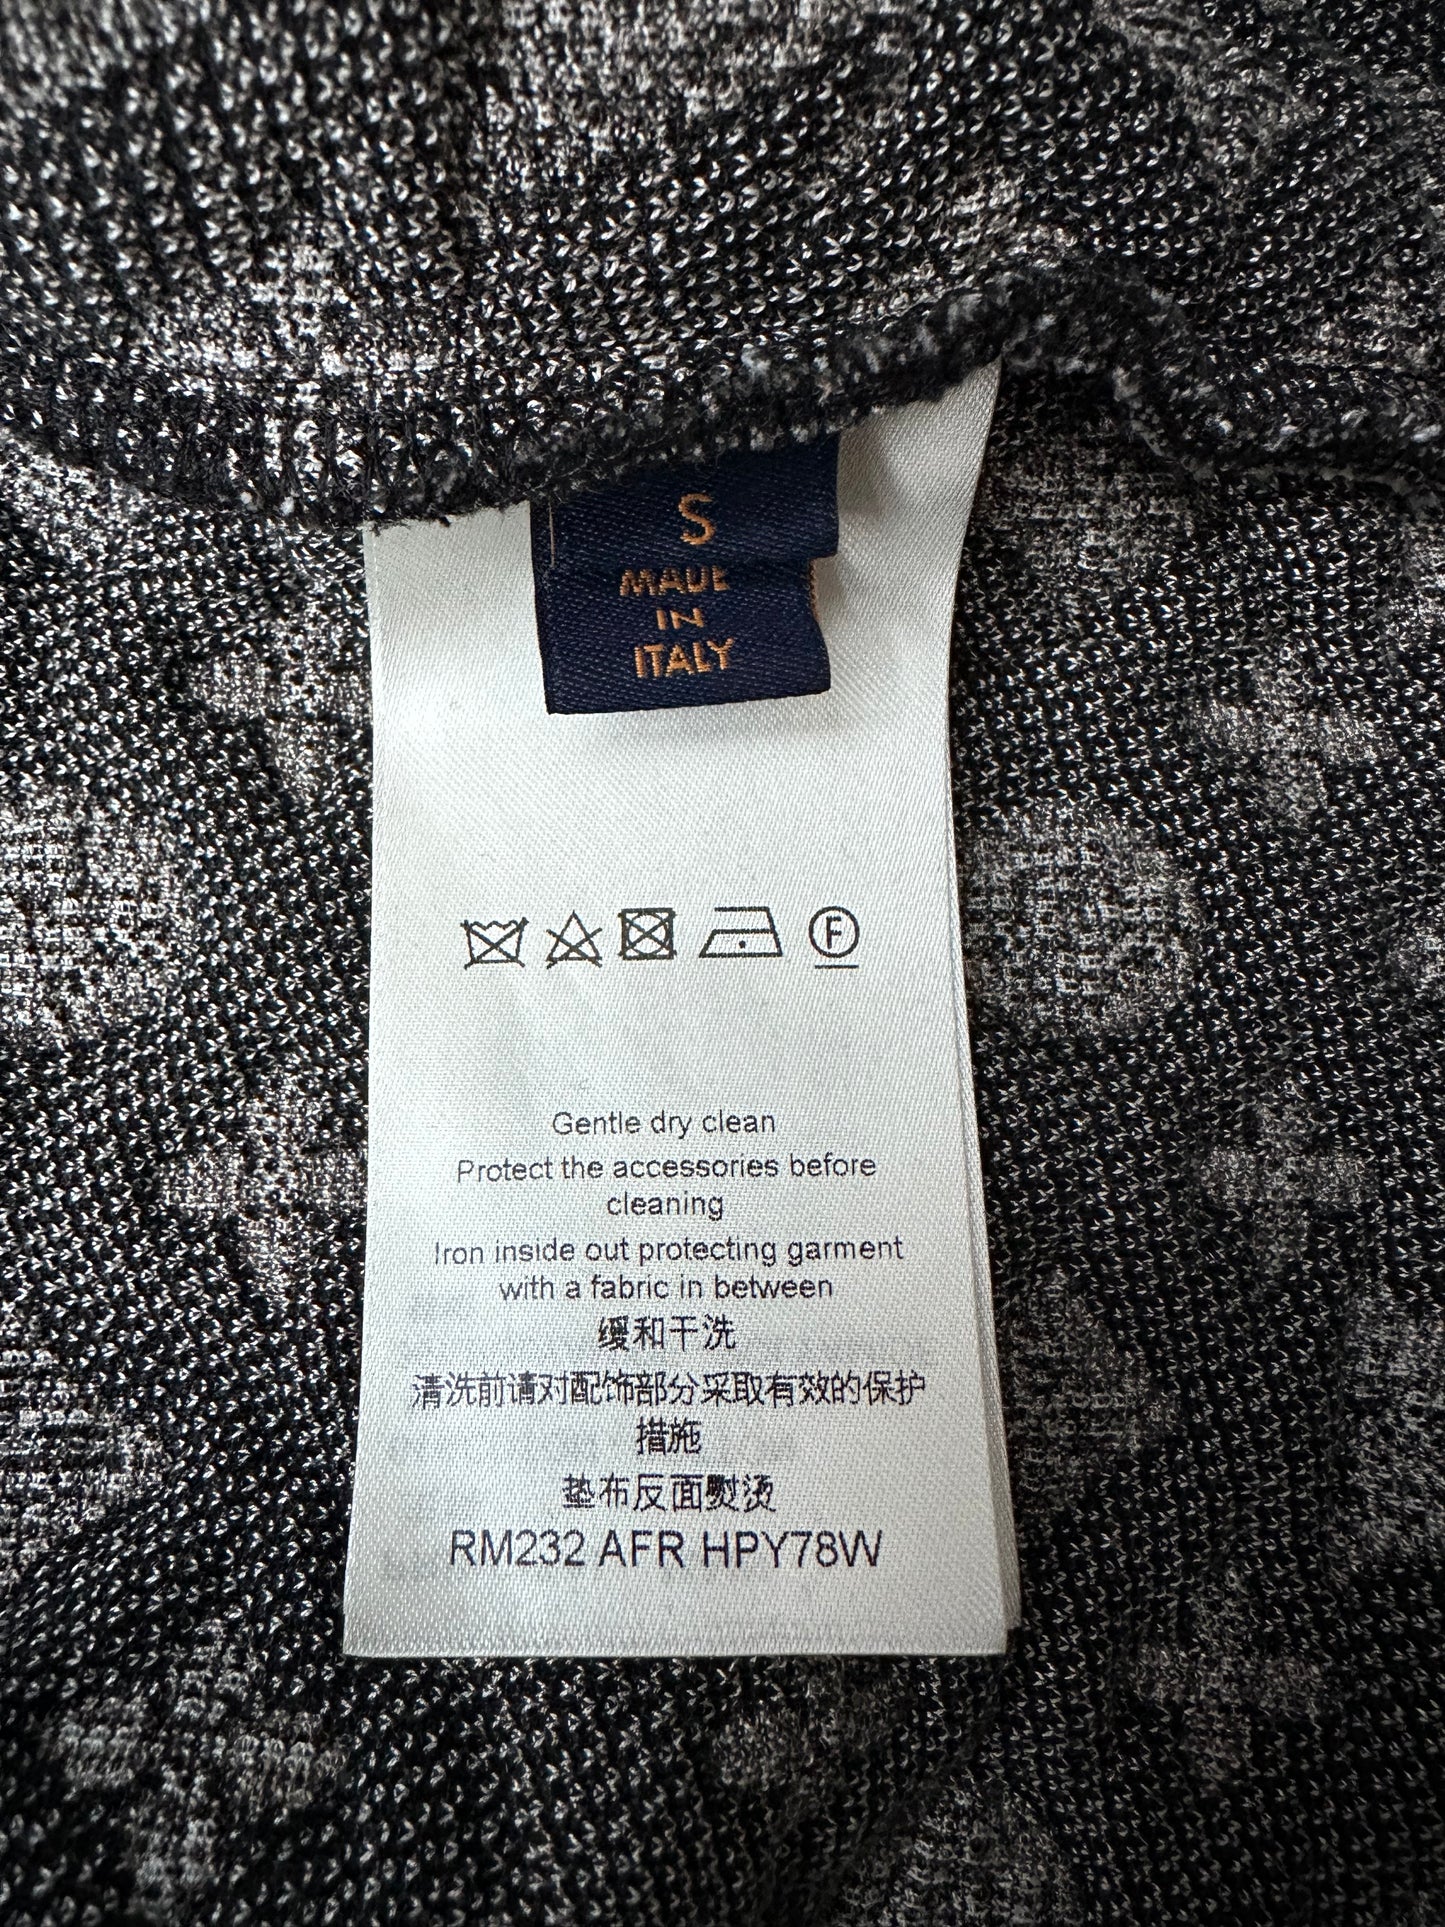 S
MADE
IN
ITALY
F
Gentle dry clean
Protect the accessories before
cleaning
Iron inside out protecting garment
with a fabric in between
缓和干洗
清洗前请对配饰部分采取有效的保护
措施
垫布反面熨烫
RM232 AFR HPY78W